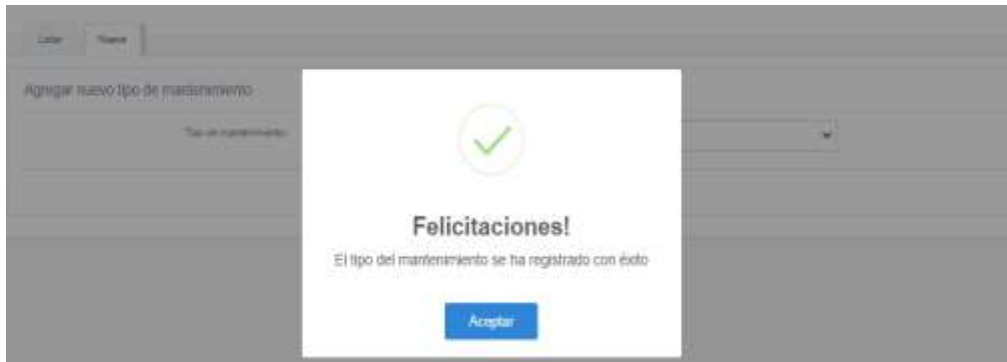 Listar
Nuevo
Agregar nuevo tipo de mantenimiento
Tipo de mantenimiento:
Felicitaciones!
El tipo del mantenimiento se ha registrado con éxito
Aceptar